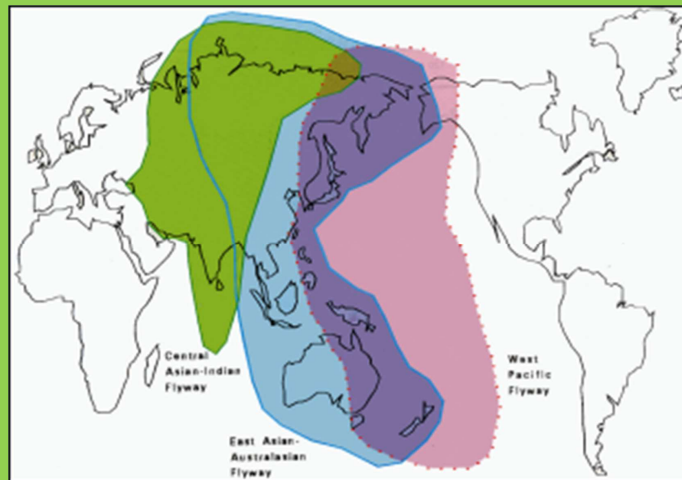 Central
Asian-Indian
Flyway
West
Pacific
Flyway
East Asian-
Australasian
Flyway